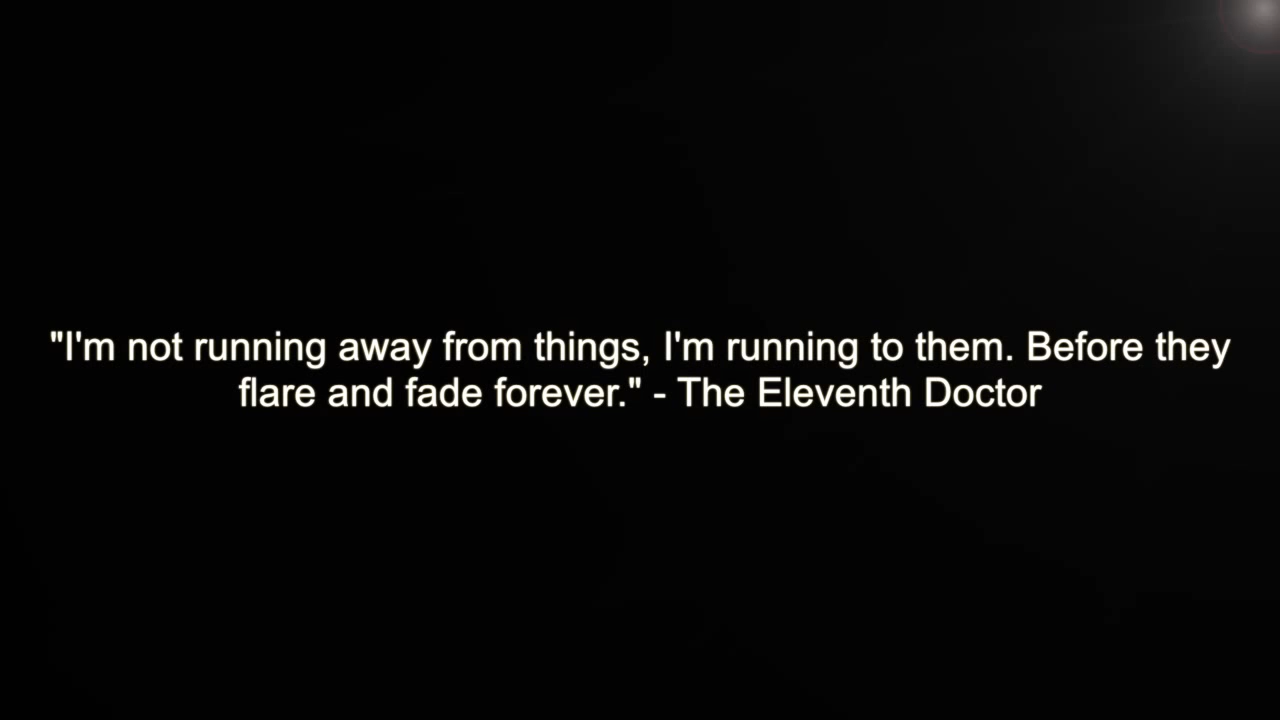 "I'm not running away from things, I'm running to them. Before they
flare and fade forever." - The Eleventh Doctor